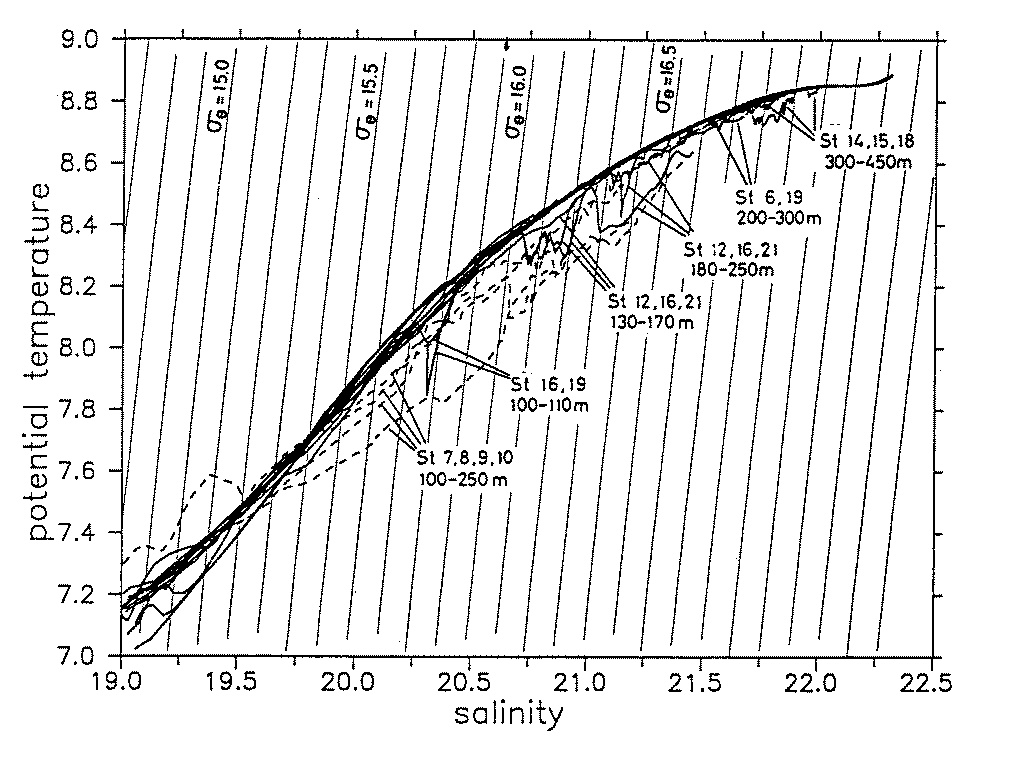 9.0
8.8
8.6
8.4
8.2
8.0
7.8
7.6
7.4
7.2
7.0
potential temperature
σθ=15.0
σθ=15.5
σθ=16.0
σθ=16.5
St 14,15,18
300-450m
St 6,19
200-300m
St 12,16,21
180-250m
St 12,16,21
130-170m
St 16,19
100-110m
St 7,8,9,10
100-250m
19.0
19.5
20.0
20.5
21.0
21.5
22.0
22.5
salinity